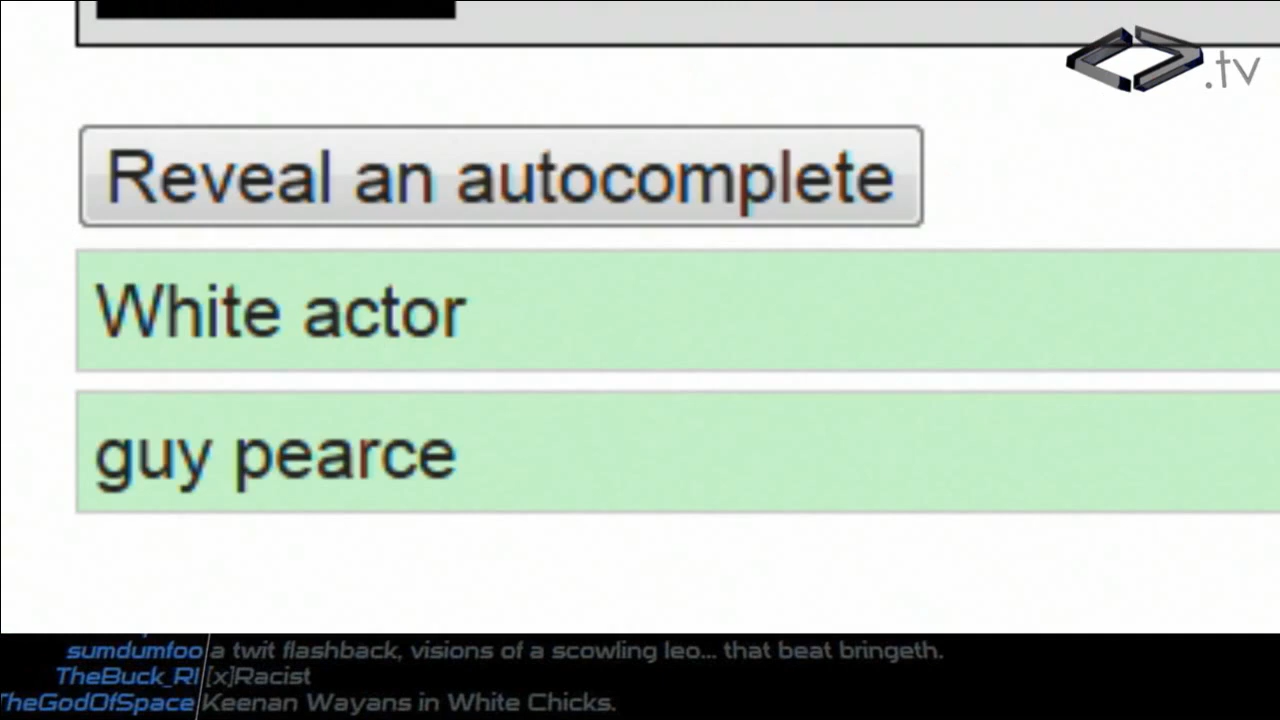 .tv
Reveal an autocomplete
White actor
guy pearce
sumdumfoo a twit flashback, visions of a scowling leo... that beat bringeth.
TheBuck_RI [x]Racist
TheGodOfSpace Keenan Wayans in White Chicks.